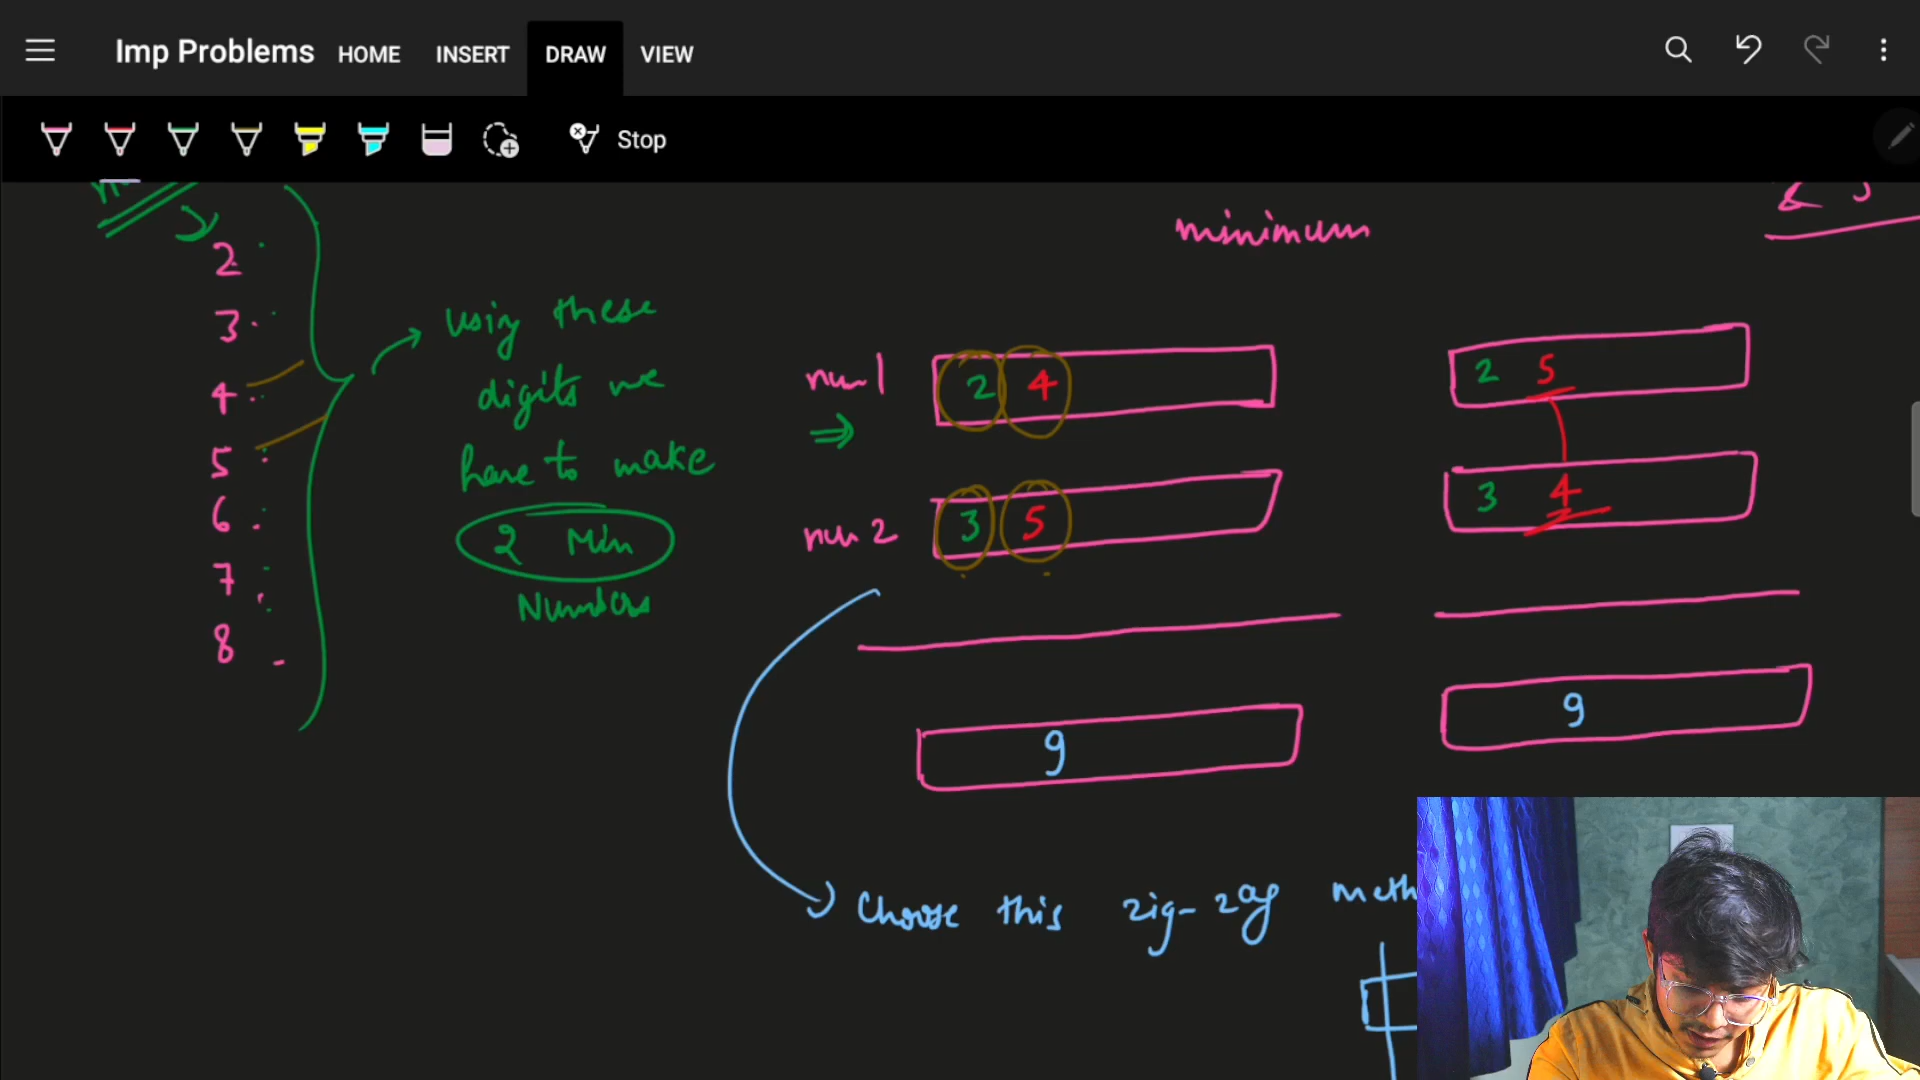 Imp Problems HOME INSERT DRAW VIEW
Stop
minimum
2
3
4
5
6
7
8
Using these
digits we
have to make
2 Min
Numbers
num1
2 4
num 2
3 5
9
2 5
3 4
9
Choose this zig-zag meth